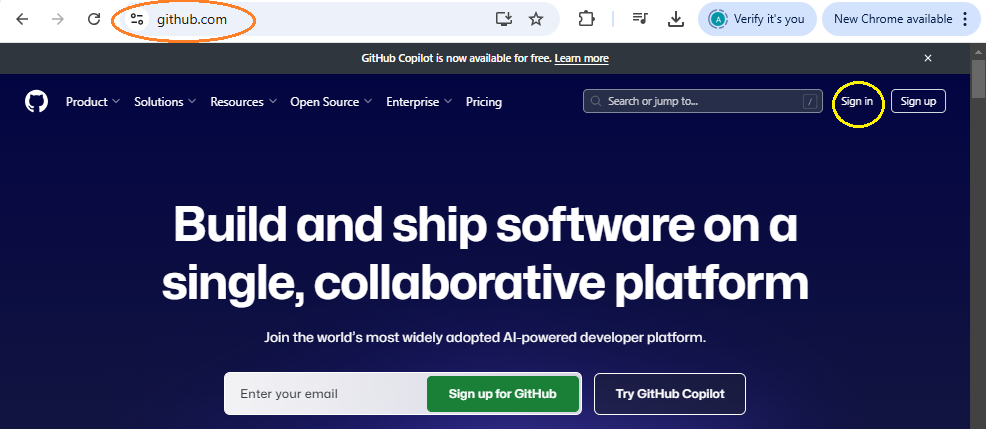 github.com
Verify it's you
New Chrome available
GitHub Copilot is now available for free. Learn more
Product Solutions Resources Open Source Enterprise Pricing Search or jump to... / Sign in Sign up
Build and ship software on a
single, collaborative platform
Join the world's most widely adopted AI-powered developer platform.
Enter your email Sign up for GitHub Try GitHub Copilot